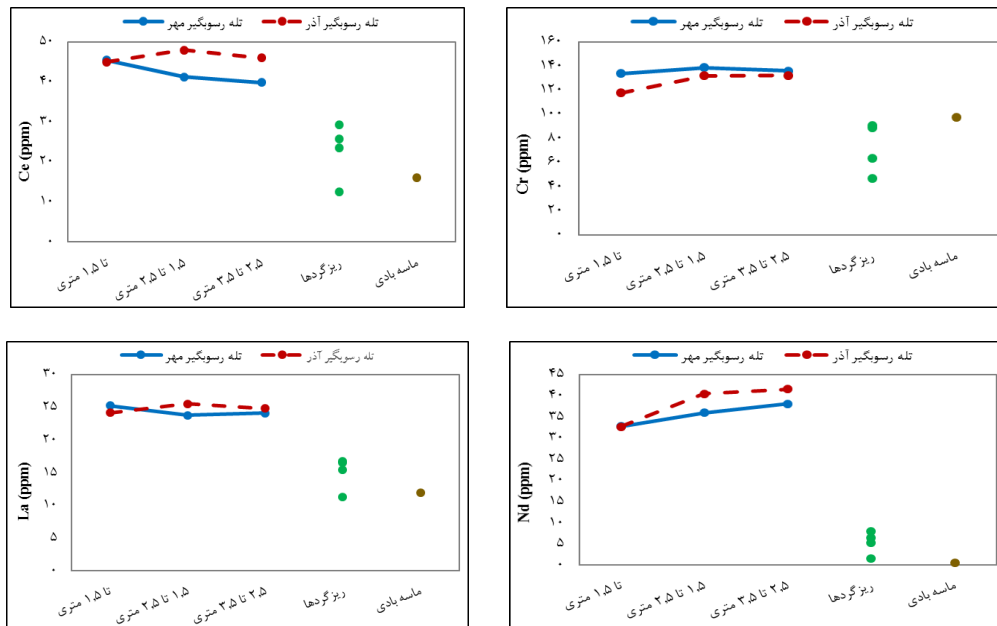 تله رسوبگیر مهر تله رسوبگیر آذر
Ce (ppm)
۵۰
۴۰
۳۰
۲۰
۱۰
۰
تا ۱,۵ متری
۱,۵ تا ۲,۵ متری
۲,۵ تا ۳,۵ متری
ریزگردها
ماسه بادی
تله رسوبگیر مهر تله رسوبگیر آذر
Cr (ppm)
۱۶۰
۱۴۰
۱۲۰
۱۰۰
۸۰
۶۰
۴۰
۲۰
۰
تا ۱,۵ متری
۱,۵ تا ۲,۵ متری
۲,۵ تا ۳,۵ متری
ریزگردها
ماسه بادی
تله رسوبگیر مهر تله رسوبگیر آذر
La (ppm)
۳۰
۲۵
۲۰
۱۵
۱۰
۵
۰
تا ۱,۵ متری
۱,۵ تا ۲,۵ متری
۲,۵ تا ۳,۵ متری
ریزگردها
ماسه بادی
تله رسوبگیر مهر تله رسوبگیر آذر
Nd (ppm)
۴۵
۴۰
۳۵
۳۰
۲۵
۲۰
۱۵
۱۰
۵
۰
تا ۱,۵ متری
۱,۵ تا ۲,۵ متری
۲,۵ تا ۳,۵ متری
ریزگردها
ماسه بادی